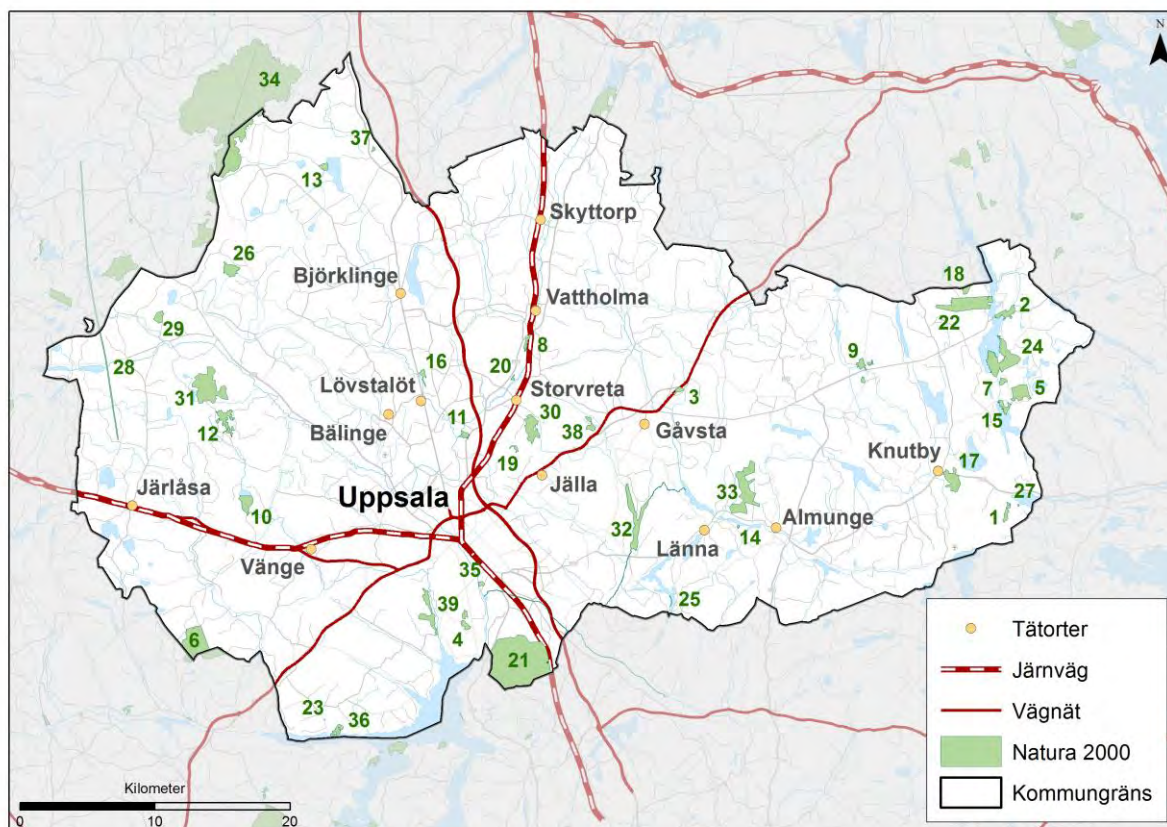 N
34
37
13
Skyttorp
26
Björklinge
18
Vattholma
2
22
29
8
24
28
16
20
9
Lövstalöt
Storvreta
7
5
31
3
11
30
15
12
Bälinge
38
Gåvsta
19
Knutby
17
Jälla
Järlåsa
Uppsala
33
27
10
Almunge
1
32
Länna
14
Vänge
35
39
25
4
6
21
23
36
Tätorter
Järnväg
Vägnät
Natura 2000
Kommungräns
Kilometer
0 10 20